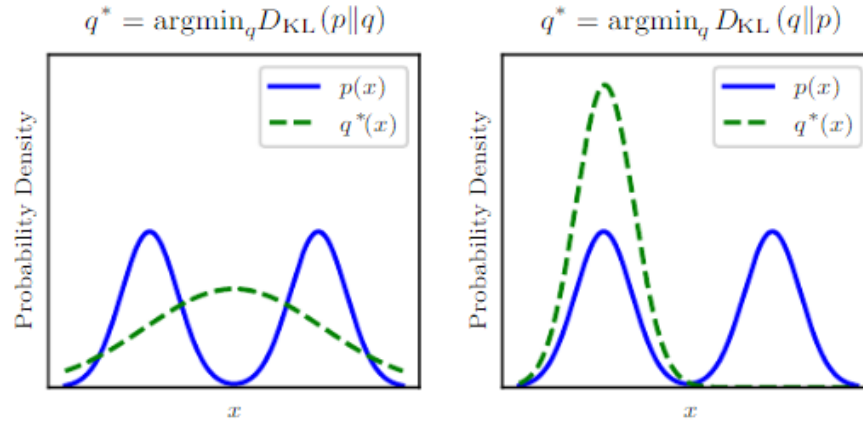 q* = argmin_q D_KL (p‖q)
p(x)
q*(x)
Probability Density
x
q* = argmin_q D_KL (q‖p)
p(x)
q*(x)
Probability Density
x